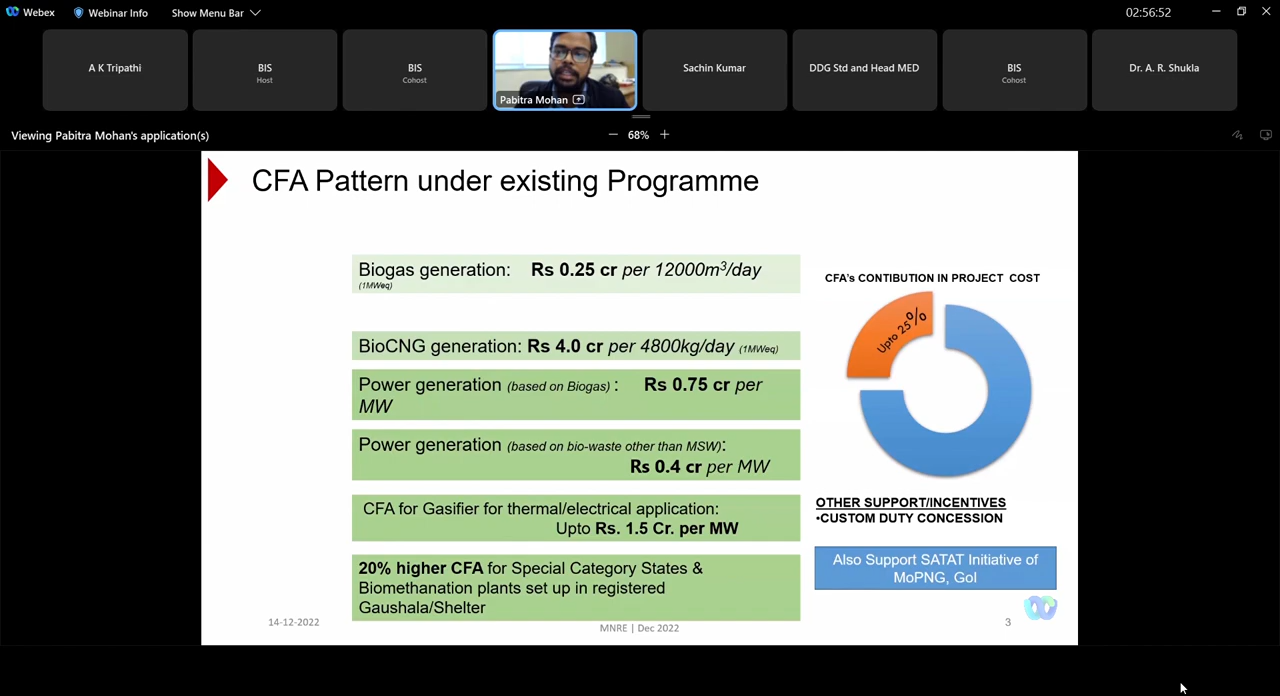 Webex
Webinar Info
Show Menu Bar
02:56:52
A K Tripathi
BIS
Host
BIS
Cohost
Pabitra Mohan
Sachin Kumar
DDG Std and Head MED
BIS
Cohost
Dr. A. R. Shukla
Viewing Pabitra Mohan's application(s)
68%
CFA Pattern under existing Programme
Biogas generation: Rs 0.25 cr per 12000m³/day
(1MWeq)
BioCNG generation: Rs 4.0 cr per 4800kg/day (1MWeq)
Power generation (based on Biogas) : Rs 0.75 cr per
MW
Power generation (based on bio-waste other than MSW):
Rs 0.4 cr per MW
CFA for Gasifier for thermal/electrical application:
Upto Rs. 1.5 Cr. per MW
20% higher CFA for Special Category States &
Biomethanation plants set up in registered
Gaushala/Shelter
CFA's CONTIBUTION IN PROJECT COST
Upto 25%
OTHER SUPPORT/INCENTIVES
•CUSTOM DUTY CONCESSION
Also Support SATAT Initiative of
MoPNG, GoI
14-12-2022
MNRE | Dec 2022
3